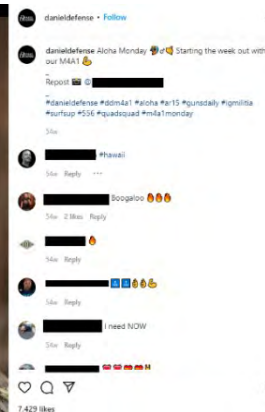 danieldefense • Follow
danieldefense Aloha Monday Starting the week out with
our M4A1
Repost @
#danieldefense #ddm4a1 #aloha #ar15 #gunsdaily #igmilitia
#surfsup #556 #quadsquad #m4a1monday
54w
#hawaii
54w Reply ...
Boogaloo 🔥🔥🔥
54w 2 likes Reply
🔥
54w Reply
54w Reply
I need NOW
54w Reply
7,429 likes